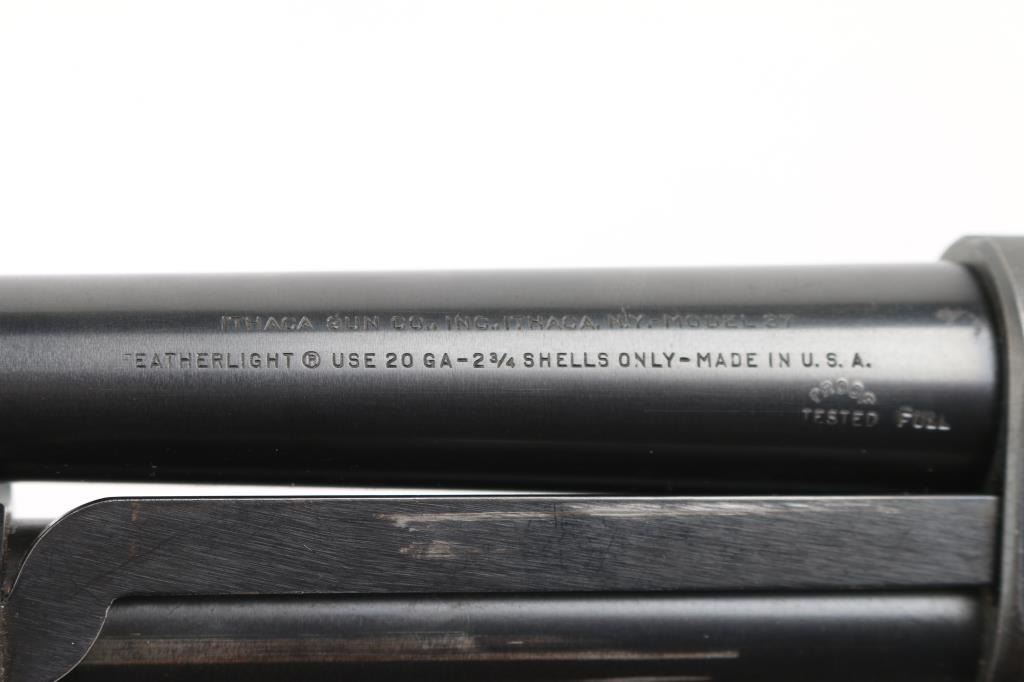 ITHACA GUN CO., INC. ITHACA, N.Y. MODEL 37
FEATHERLIGHT ® USE 20 GA-2¾ SHELLS ONLY-MADE IN U.S.A.
PROOF
TESTED FULL